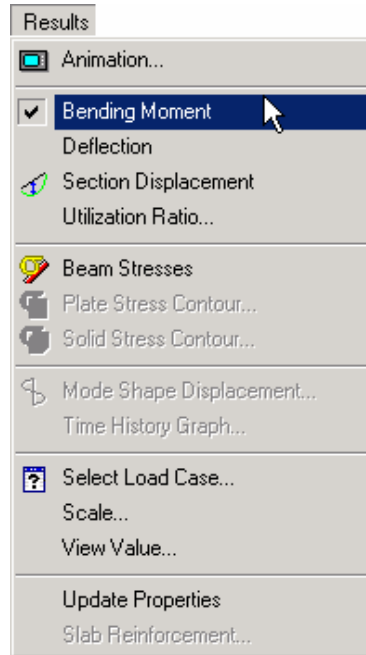 Results
Animation...
Bending Moment
Deflection
Section Displacement
Utilization Ratio...
Beam Stresses
Plate Stress Contour...
Solid Stress Contour...
Mode Shape Displacement...
Time History Graph...
Select Load Case...
Scale...
View Value...
Update Properties
Slab Reinforcement...